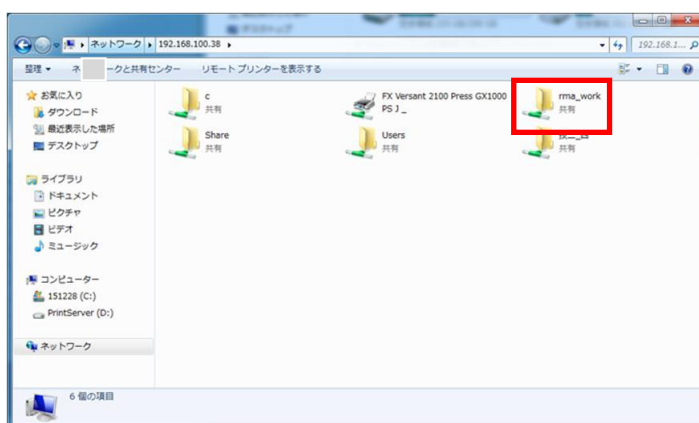 ネットワーク ▸ 192.168.100.38 ▸
192.168.1...
整理 ▼
ークと共有センター
リモート プリンターを表示する
お気に入り
ダウンロード
最近表示した場所
デスクトップ
ライブラリ
ドキュメント
ピクチャ
ビデオ
ミュージック
コンピューター
151228 (C:)
PrintServer (D:)
ネットワーク
c
共有
FX Versant 2100 Press GX1000
PS J _
rma_work
共有
Share
共有
Users
共有
共有
6 個の項目